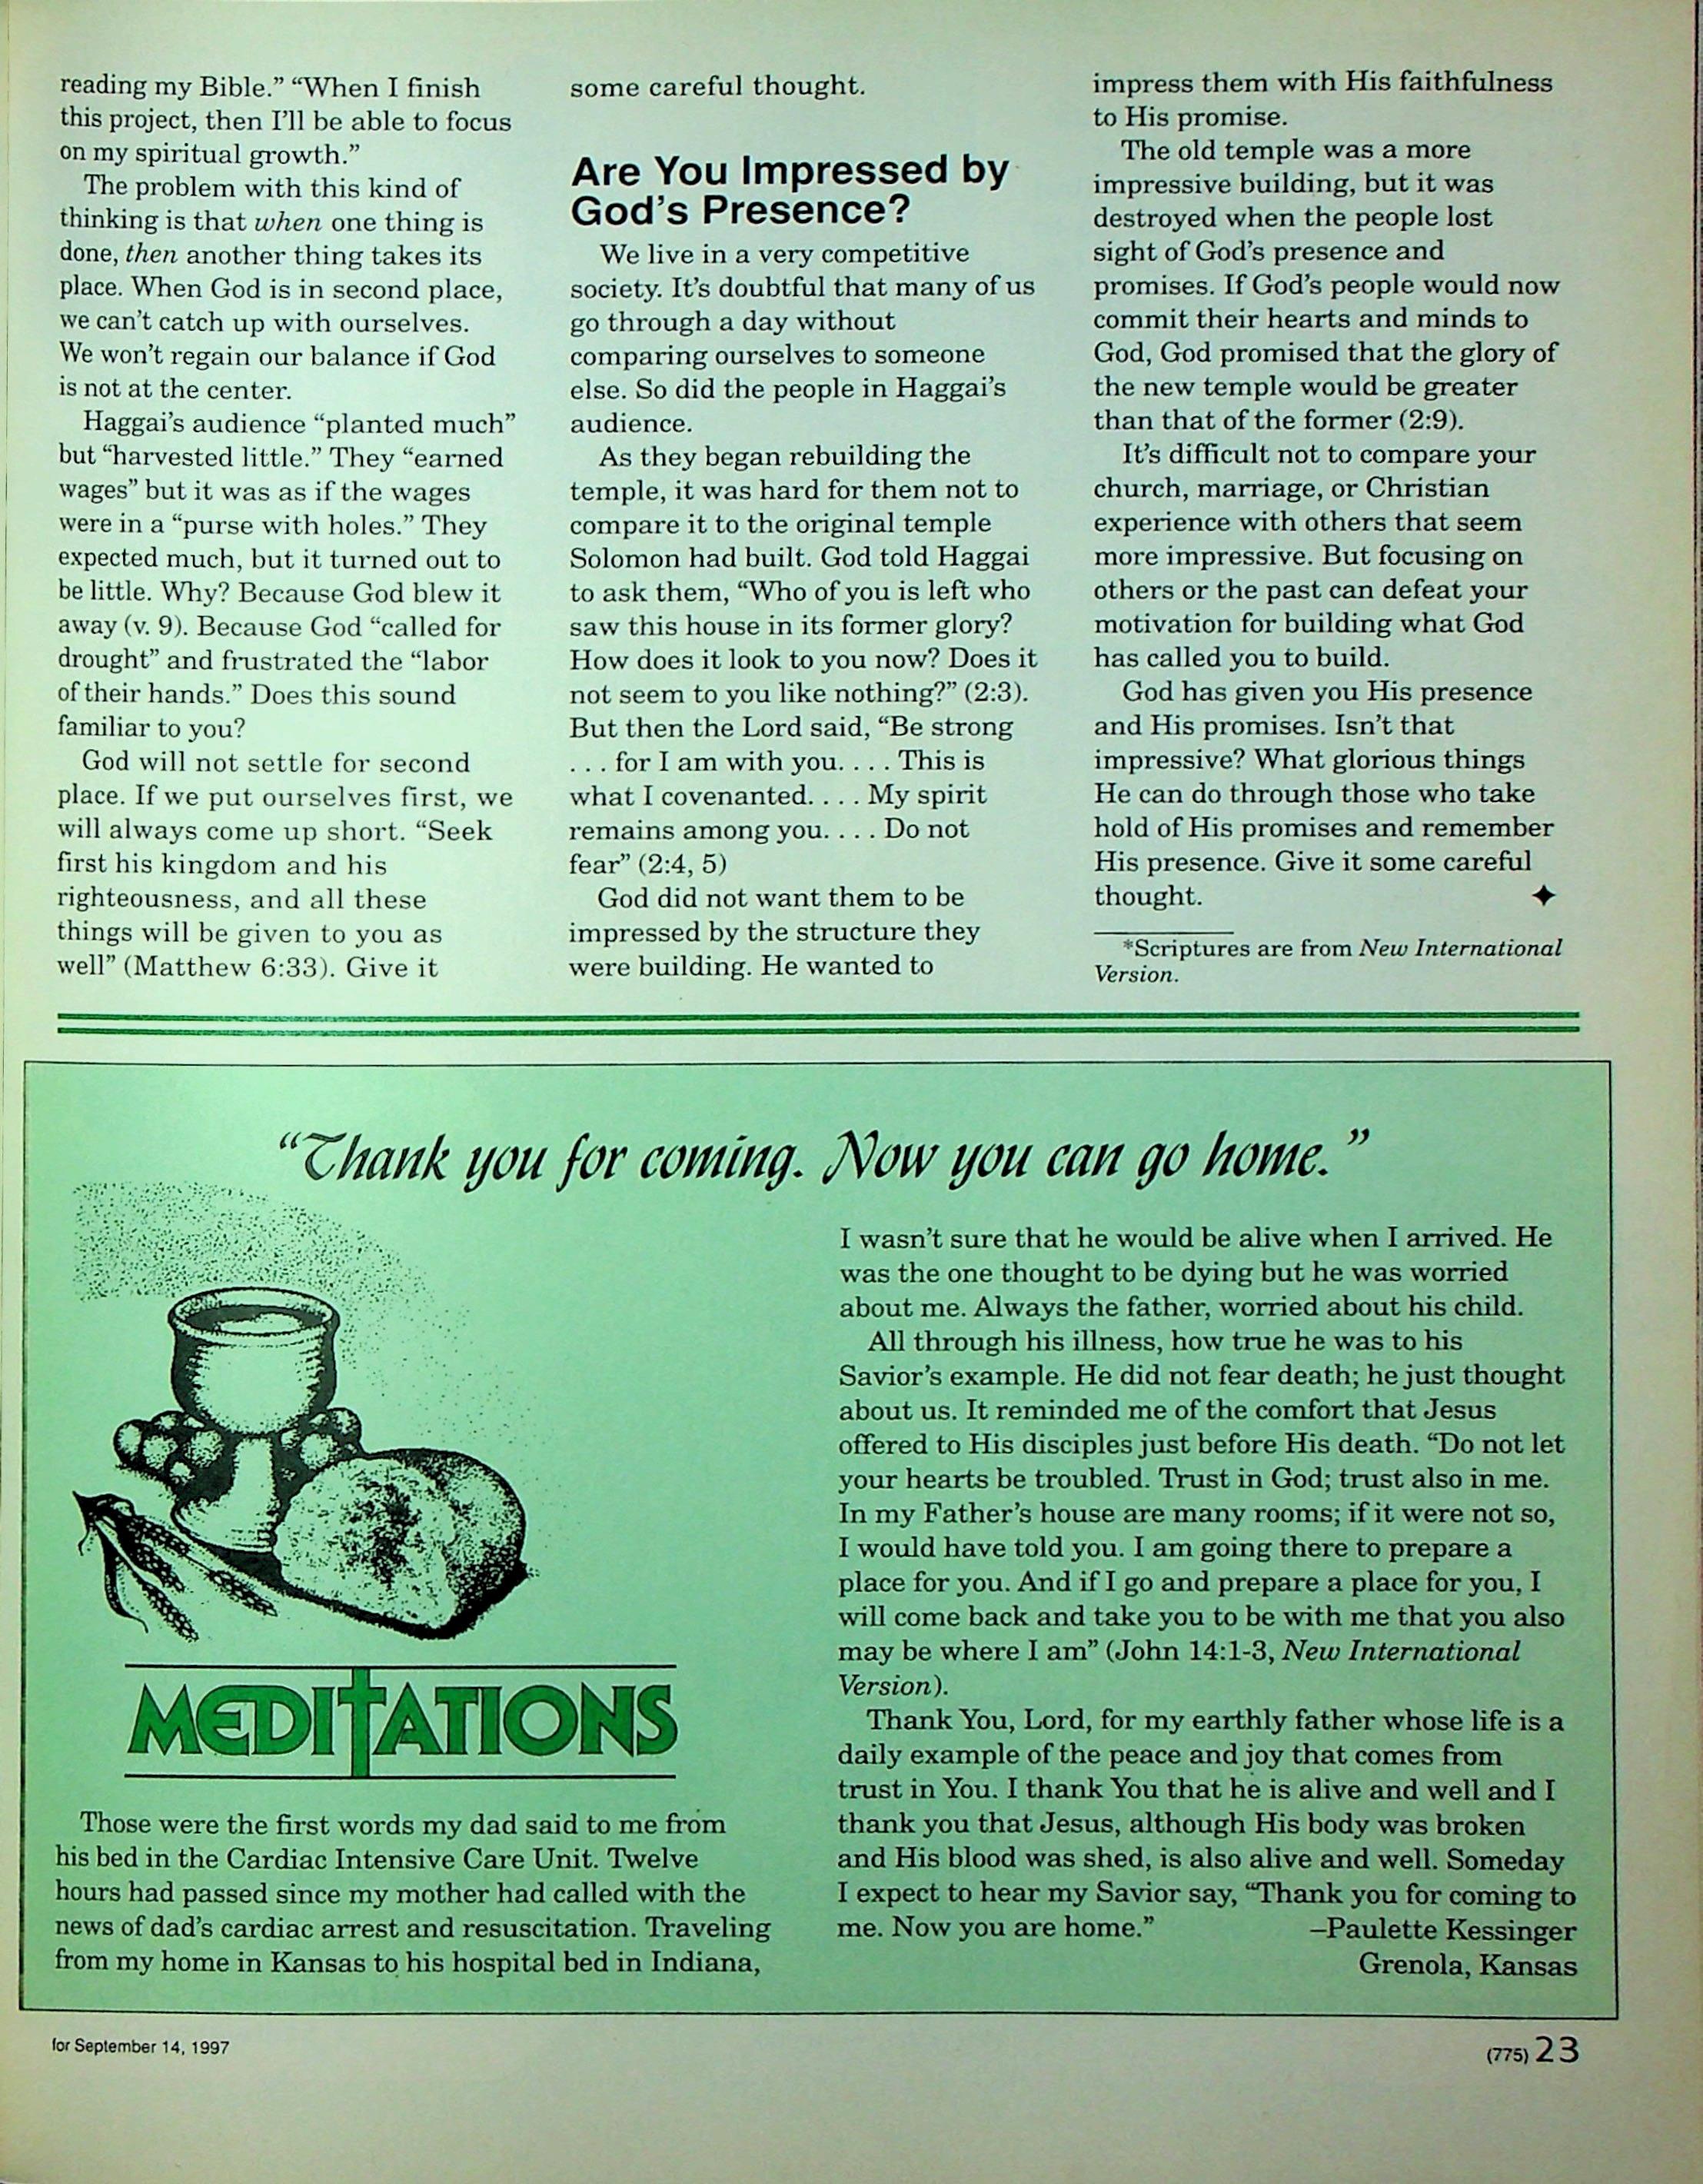 reading my Bible.” “When I finish
this project, then I’ll be able to focus
on my spiritual growth.”
The problem with this kind of
thinking is that when one thing is
done, then another thing takes its
place. When God is in second place,
we can’t catch up with ourselves.
We won’t regain our balance if God
is not at the center.
Haggai’s audience “planted much”
but “harvested little.” They “earned
wages” but it was as if the wages
were in a “purse with holes.” They
expected much, but it turned out to
be little. Why? Because God blew it
away (v. 9). Because God “called for
drought” and frustrated the “labor
of their hands.” Does this sound
familiar to you?
God will not settle for second
place. If we put ourselves first, we
will always come up short. “Seek
first his kingdom and his
righteousness, and all these
things will be given to you as
well” (Matthew 6:33). Give it
some careful thought.
Are You Impressed by
God’s Presence?
We live in a very competitive
society. It’s doubtful that many of us
go through a day without
comparing ourselves to someone
else. So did the people in Haggai’s
audience.
As they began rebuilding the
temple, it was hard for them not to
compare it to the original temple
Solomon had built. God told Haggai
to ask them, “Who of you is left who
saw this house in its former glory?
How does it look to you now? Does it
not seem to you like nothing?” (2:3).
But then the Lord said, “Be strong
. . . for I am with you. . . . This is
what I covenanted. . . . My spirit
remains among you. . . . Do not
fear” (2:4, 5)
God did not want them to be
impressed by the structure they
were building. He wanted to
impress them with His faithfulness
to His promise.
The old temple was a more
impressive building, but it was
destroyed when the people lost
sight of God’s presence and
promises. If God’s people would now
commit their hearts and minds to
God, God promised that the glory of
the new temple would be greater
than that of the former (2:9).
It’s difficult not to compare your
church, marriage, or Christian
experience with others that seem
more impressive. But focusing on
others or the past can defeat your
motivation for building what God
has called you to build.
God has given you His presence
and His promises. Isn’t that
impressive? What glorious things
He can do through those who take
hold of His promises and remember
His presence. Give it some careful
thought. ✦
*Scriptures are from New International
Version.
“Thank you for coming. Now you can go home.”
MEDITATIONS
Those were the first words my dad said to me from
his bed in the Cardiac Intensive Care Unit. Twelve
hours had passed since my mother had called with the
news of dad’s cardiac arrest and resuscitation. Traveling
from my home in Kansas to his hospital bed in Indiana,
I wasn’t sure that he would be alive when I arrived. He
was the one thought to be dying but he was worried
about me. Always the father, worried about his child.
All through his illness, how true he was to his
Savior’s example. He did not fear death; he just thought
about us. It reminded me of the comfort that Jesus
offered to His disciples just before His death. “Do not let
your hearts be troubled. Trust in God; trust also in me.
In my Father’s house are many rooms; if it were not so,
I would have told you. I am going there to prepare a
place for you. And if I go and prepare a place for you, I
will come back and take you to be with me that you also
may be where I am” (John 14:1-3, New International
Version).
Thank You, Lord, for my earthly father whose life is a
daily example of the peace and joy that comes from
trust in You. I thank You that he is alive and well and I
thank you that Jesus, although His body was broken
and His blood was shed, is also alive and well. Someday
I expect to hear my Savior say, “Thank you for coming to
me. Now you are home.” –Paulette Kessinger
Grenola, Kansas
for September 14, 1997
(775) 23